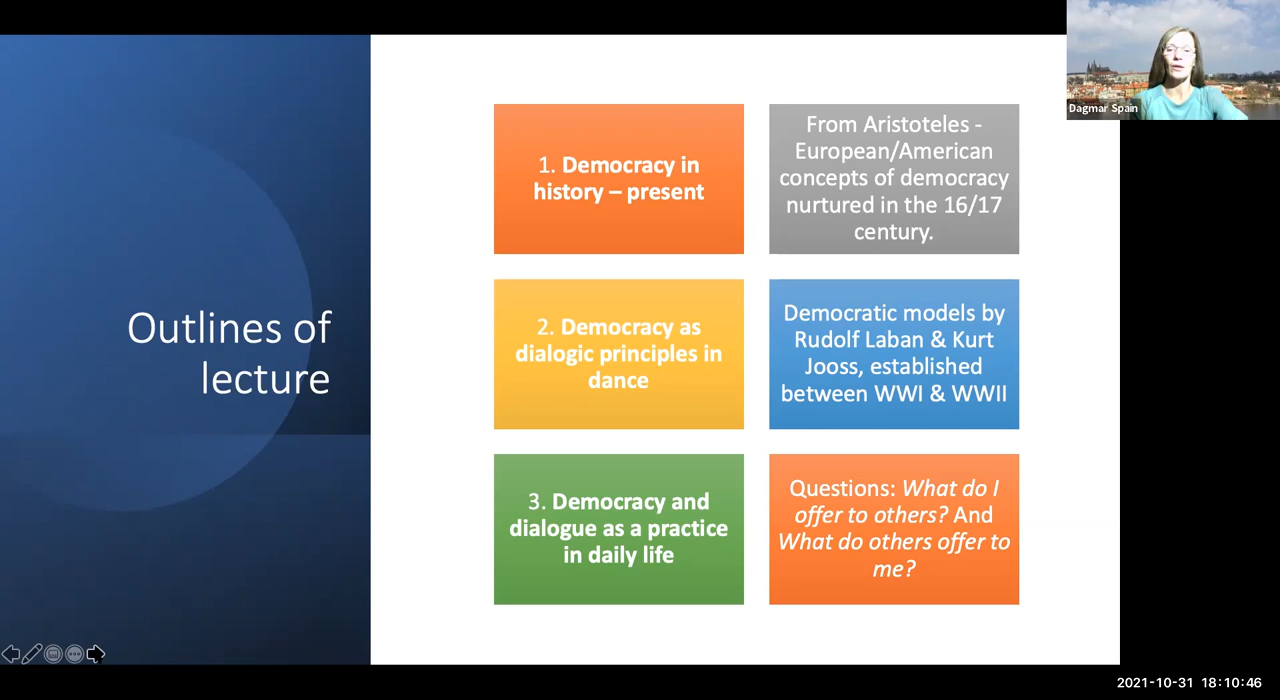 Outlines of
lecture
1. Democracy in
history – present
From Aristoteles -
European/American
concepts of democracy
nurtured in the 16/17
century.
2. Democracy as
dialogic principles in
dance
Democratic models by
Rudolf Laban & Kurt
Jooss, established
between WWI & WWII
3. Democracy and
dialogue as a practice
in daily life
Questions: What do I
offer to others? And
What do others offer to
me?
Dagmar Spain
2021-10-31 18:10:46